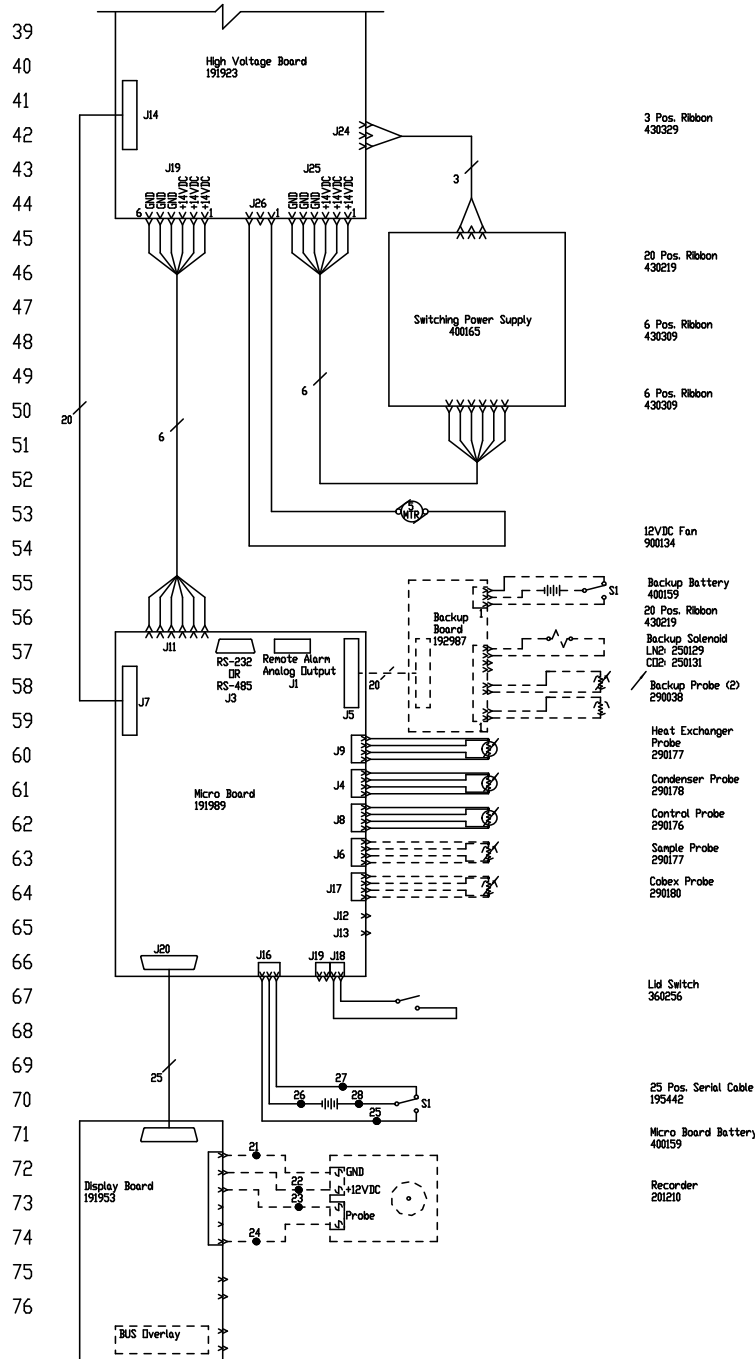 39
40
High Voltage Board
191923
41
J14
J24
3 Pos. Ribbon
430329
42
43
J19
J25
3
44
GND
GND
GND
+14VDC
+14VDC
+14VDC
GND
GND
GND
+14VDC
+14VDC
+14VDC
6
1
J26
1
1
45
46
20 Pos. Ribbon
430219
47
48
Switching Power Supply
400165
6 Pos. Ribbon
430309
49
6
50
6 Pos. Ribbon
430309
20
6
51
52
53
5
MTR
54
12VDC Fan
900134
55
S1
Backup Battery
400159
56
Backup
Board
192987
1
20 Pos. Ribbon
430219
57
J11
RS-232
OR
RS-485
J3
Remote Alarm
Analog Output
J1
Backup Solenoid
LN2: 250129
CO2: 250131
58
20
J7
J5
Backup Probe (2)
290038
59
1
60
J9
Heat Exchanger
Probe
290177
61
Micro Board
191989
J4
Condenser Probe
290178
62
J8
Control Probe
290176
63
J6
Sample Probe
290177
64
J17
Cobex Probe
290180
65
J12
J13
66
J20
J16
J19
J18
67
Lid Switch
360256
68
69
25
27
70
26
28
S1
25 Pos. Serial Cable
195442
25
71
21
Micro Board Battery
400159
72
Display Board
191953
22
GND
+12VDC
Recorder
201210
73
23
Probe
74
24
75
76
BUS Overlay